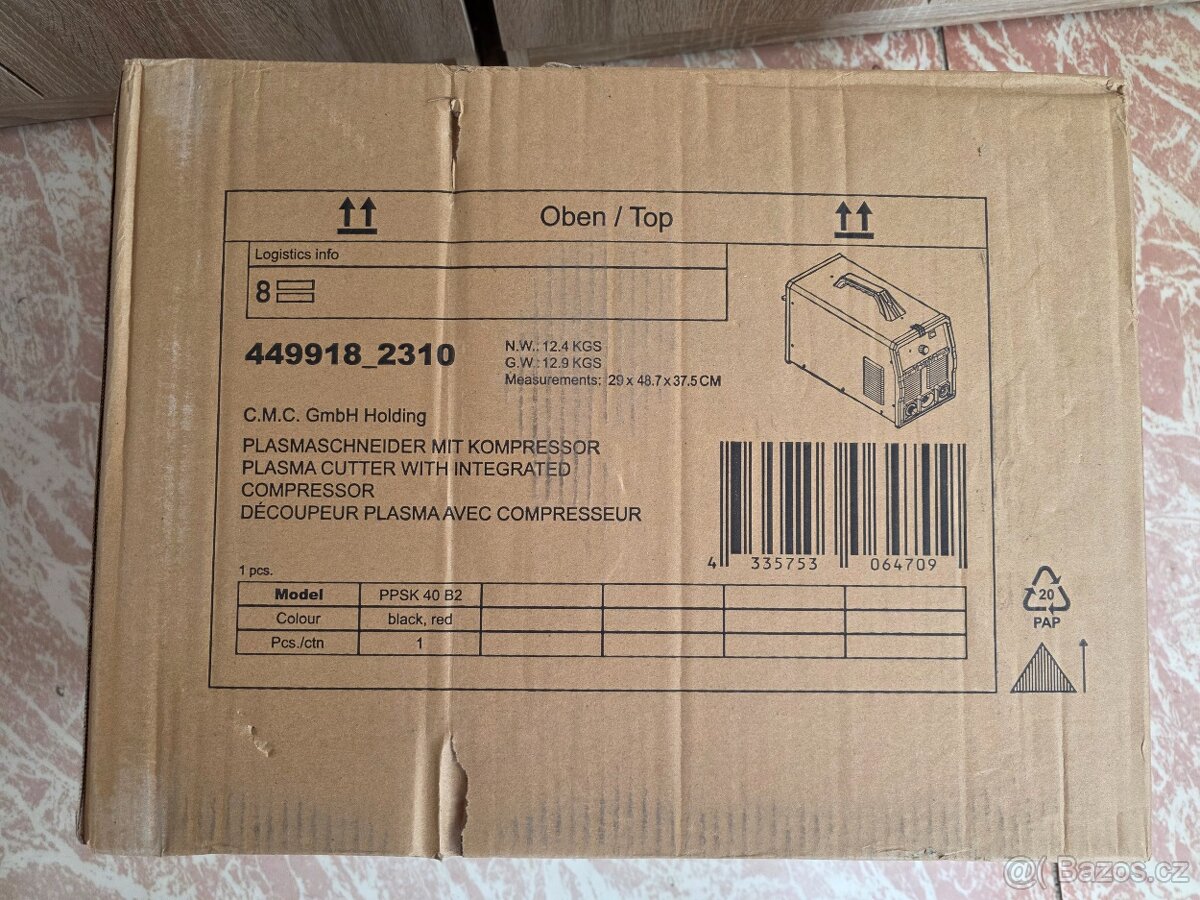 Oben / Top
Logistics info
8
449918_2310
N.W.: 12.4 KGS
G.W.: 12.9 KGS
Measurements: 29 x 48.7 x 37.5 CM
C.M.C. GmbH Holding
PLASMASCHNEIDER MIT KOMPRESSOR
PLASMA CUTTER WITH INTEGRATED
COMPRESSOR
DÉCOUPEUR PLASMA AVEC COMPRESSEUR
4 335753 064709
1 pcs.
Model PPSK 40 B2
Colour black, red
Pcs./ctn 1
20
PAP
@( Bazos.cz